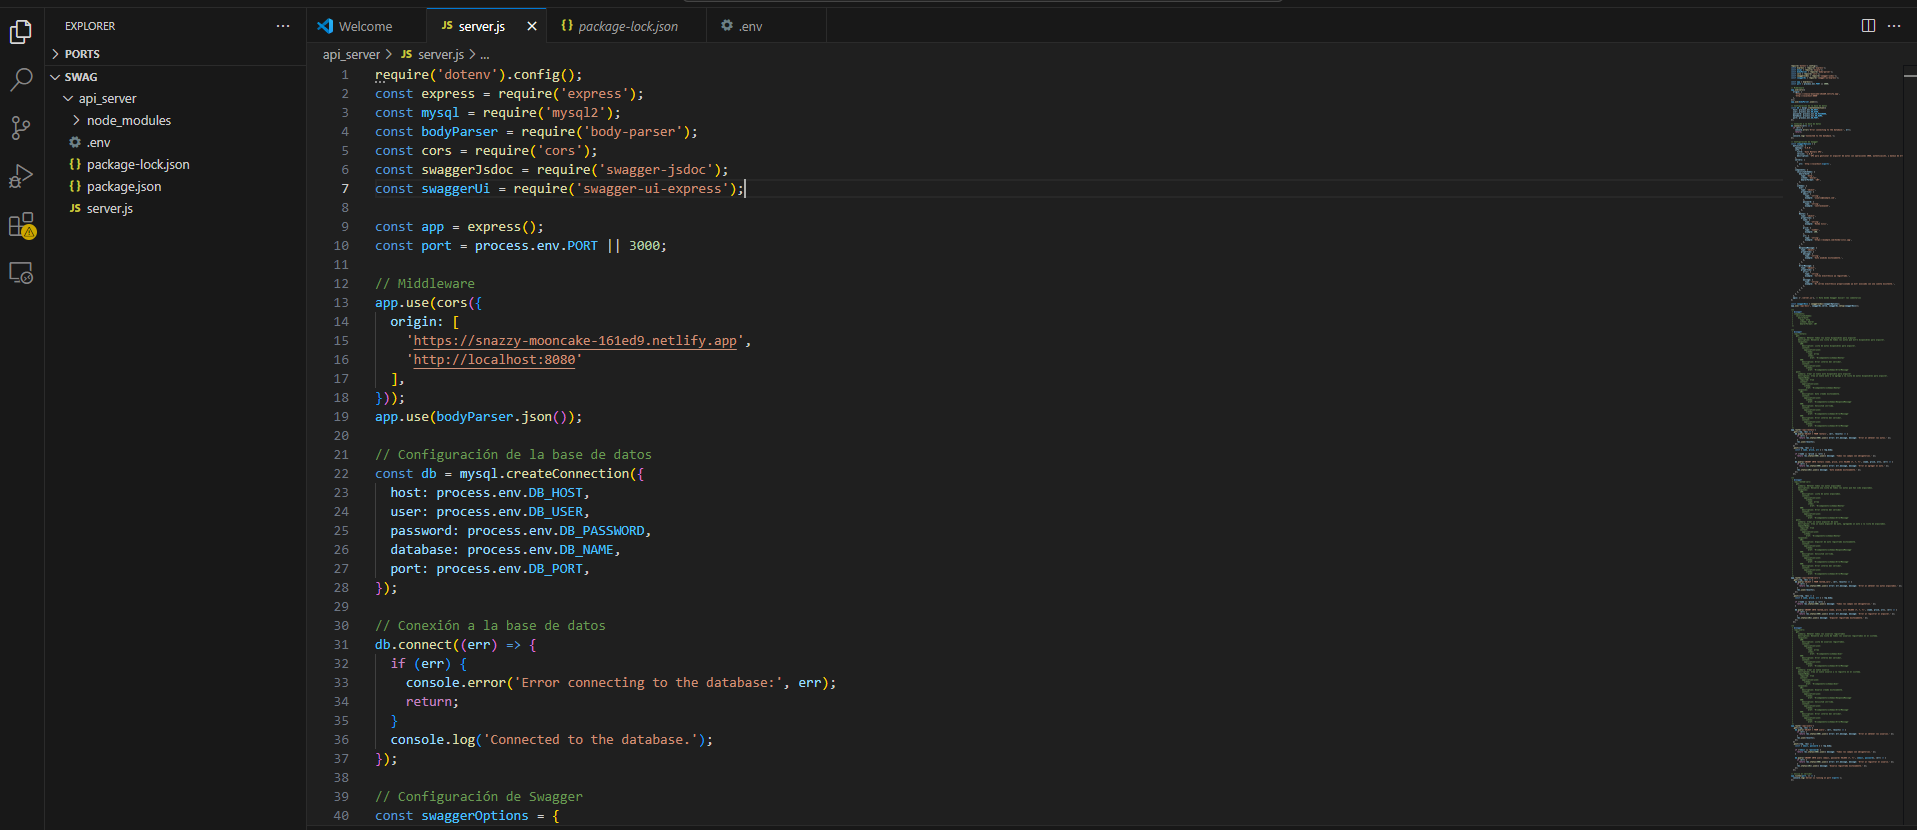 EXPLORER
PORTS
SWAG
api_server
node_modules
.env
package-lock.json
package.json
JS server.js
Welcome
JS server.js
package-lock.json
.env
api_server > JS server.js > ...
1 require('dotenv').config();
2 const express = require('express');
3 const mysql = require('mysql2');
4 const bodyParser = require('body-parser');
5 const cors = require('cors');
6 const swaggerJsdoc = require('swagger-jsdoc');
7 const swaggerUi = require('swagger-ui-express');
8
9 const app = express();
10 const port = process.env.PORT || 3000;
11
12 // Middleware
13 app.use(cors({
14 origin: [
15 'https://snazzy-mooncake-161ed9.netlify.app',
16 'http://localhost:8080'
17 ],
18 }));
19 app.use(bodyParser.json());
20
21 // Configuración de la base de datos
22 const db = mysql.createConnection({
23 host: process.env.DB_HOST,
24 user: process.env.DB_USER,
25 password: process.env.DB_PASSWORD,
26 database: process.env.DB_NAME,
27 port: process.env.DB_PORT,
28 });
29
30 // Conexión a la base de datos
31 db.connect((err) => {
32 if (err) {
33 console.error('Error connecting to the database:', err);
34 return;
35 }
36 console.log('Connected to the database.');
37 });
38
39 // Configuración de Swagger
40 const swaggerOptions = {